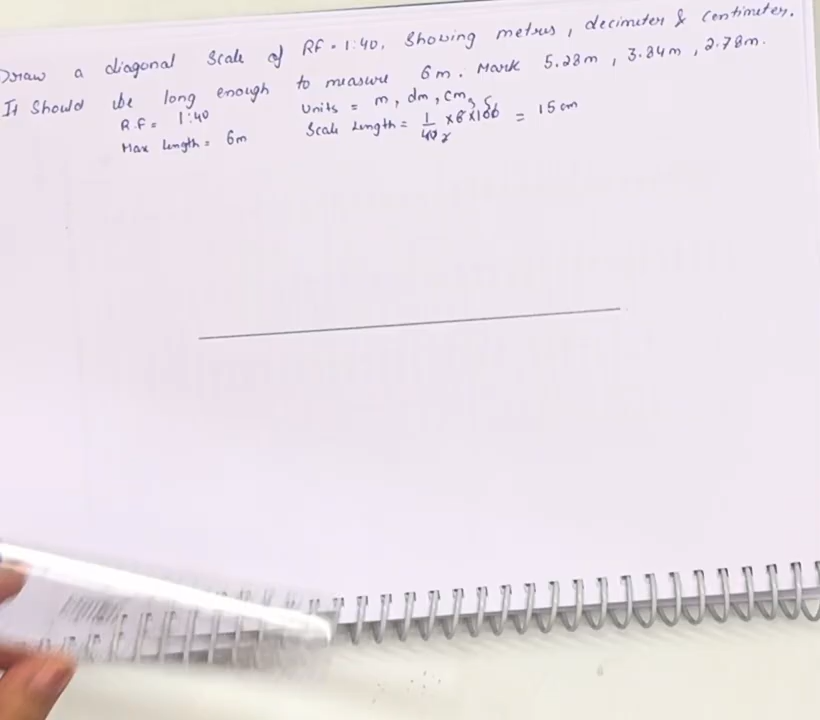 Draw a diagonal scale of RF = 1:40, showing metres, decimeter & centimeter.
It should be long enough to measure 6m. Mark 5.28m, 3.84m, 2.78m.
R.F = 1:40 Units = m, dm, cm
Max length = 6m Scale length = 1/40 × 6 × 100 = 15cm